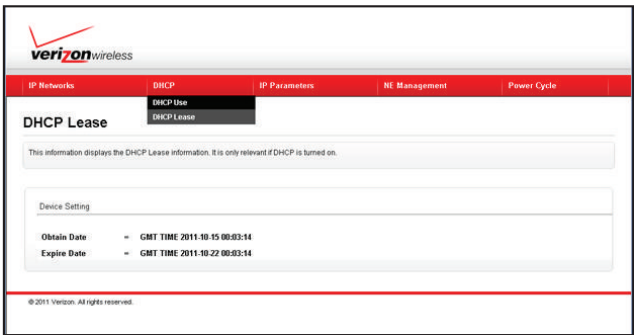 verizonwireless
IP Networks DHCP IP Parameters NE Management Power Cycle
DHCP Use
DHCP Lease
DHCP Lease
This information displays the DHCP Lease information. It is only relevant if DHCP is turned on.
Device Setting
Obtain Date = GMT TIME 2011-10-15 00:03:14
Expire Date = GMT TIME 2011-10-22 00:03:14
© 2011 Verizon. All rights reserved.